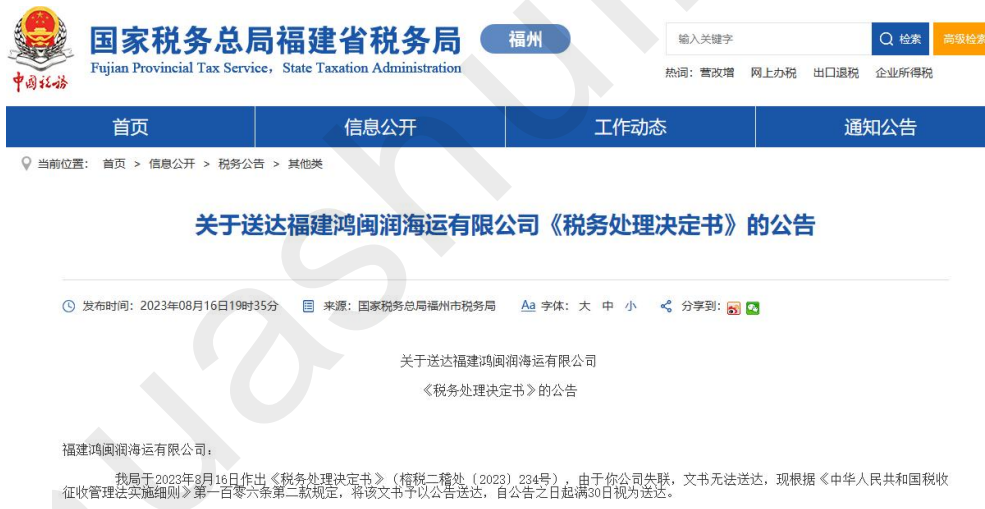 国家税务总局福建省税务局
福州
Fujian Provincial Tax Service, State Taxation Administration
中国税务
输入关键字
检索
高级检索
热词：营改增 网上办税 出口退税 企业所得税
首页 信息公开 工作动态 通知公告
当前位置： 首页 > 信息公开 > 税务公告 > 其他类
关于送达福建鸿闽润海运有限公司《税务处理决定书》的公告
发布时间：2023年08月16日19时35分 来源：国家税务总局福州市税务局 Aa 字体：大 中 小 分享到：
关于送达福建鸿闽润海运有限公司
《税务处理决定书》的公告
福建鸿闽润海运有限公司：
我局于2023年8月16日作出《税务处理决定书》（榕税二稽处〔2023〕234号），由于你公司失联，文书无法送达，现根据《中华人民共和国税收
征收管理法实施细则》第一百零六条第二款规定，将该文书予以公告送达，自公告之日起满30日视为送达。